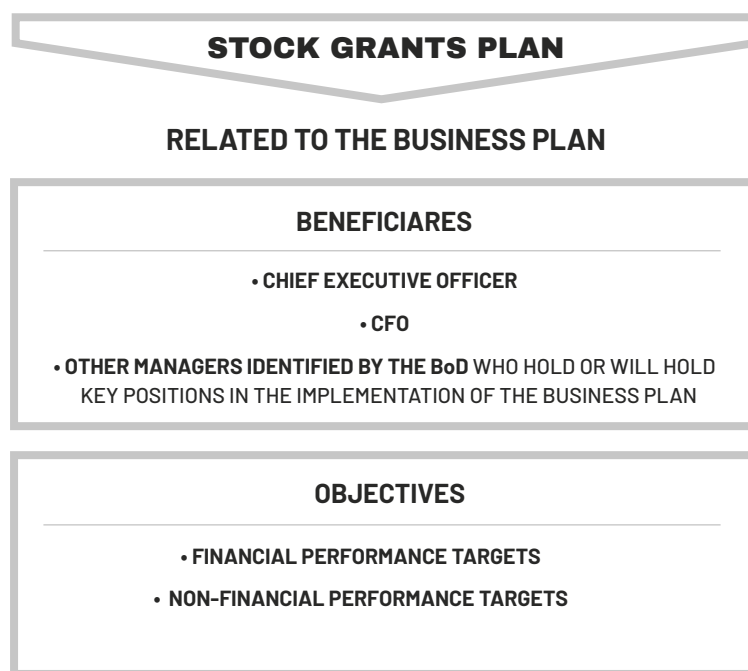 STOCK GRANTS PLAN
RELATED TO THE BUSINESS PLAN
BENEFICIARES
• CHIEF EXECUTIVE OFFICER
• CFO
• OTHER MANAGERS IDENTIFIED BY THE BoD WHO HOLD OR WILL HOLD
KEY POSITIONS IN THE IMPLEMENTATION OF THE BUSINESS PLAN
OBJECTIVES
• FINANCIAL PERFORMANCE TARGETS
• NON-FINANCIAL PERFORMANCE TARGETS